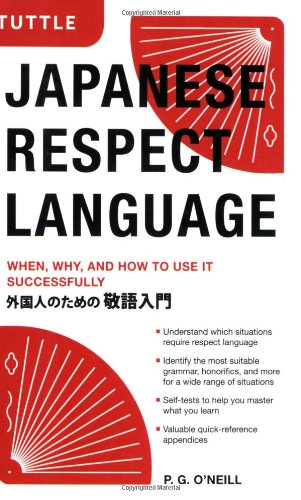 TUTTLE
JAPANESE
RESPECT
LANGUAGE
WHEN, WHY, AND HOW TO USE IT
SUCCESSFULLY
外国人のための 敬語入門
▪ Understand which situations
require respect language
▪ Identify the most suitable
grammar, honorifics, and more
for a wide range of situations
▪ Self-tests to help you master
what you learn
▪ Valuable quick-reference
appendices
P. G. O'NEILL